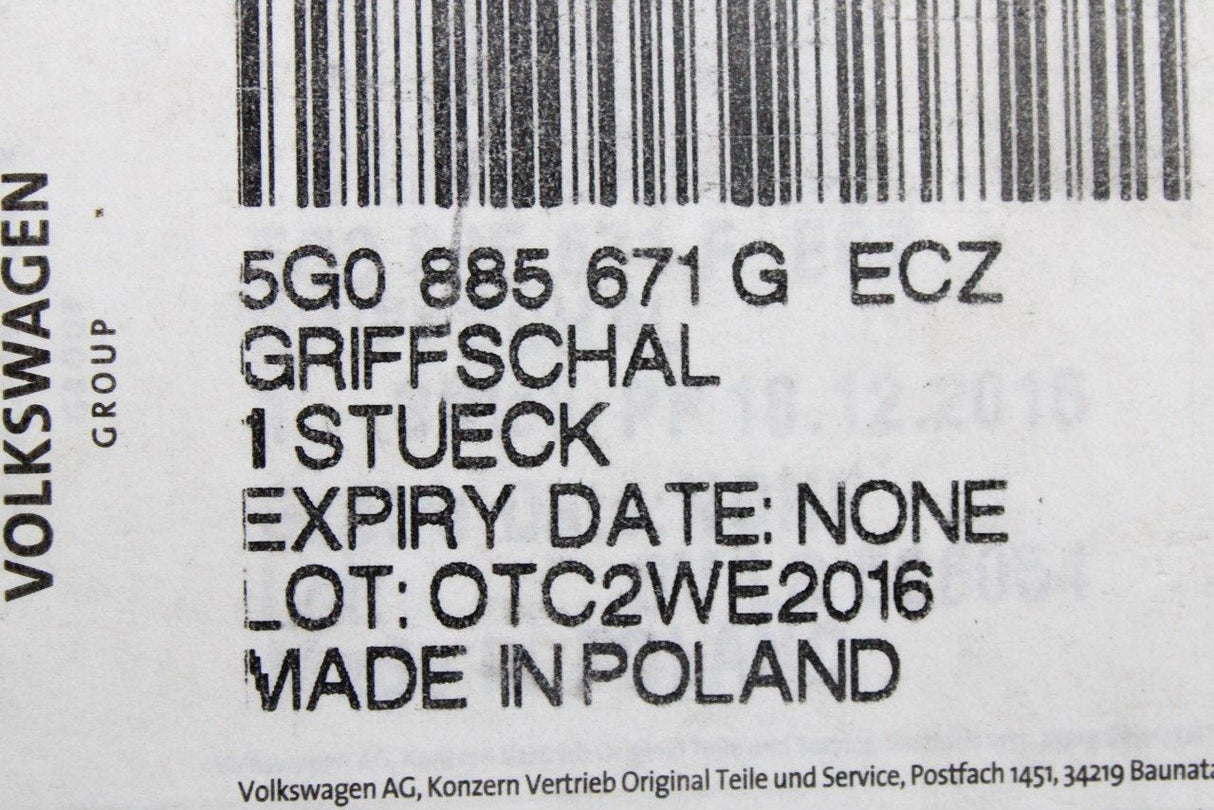 VOLKSWAGEN
GROUP
5G0 885 671 G ECZ
GRIFFSCHAL
1 STUECK
EXPIRY DATE: NONE
LOT: OTC2WE2016
MADE IN POLAND
Volkswagen AG, Konzern Vertrieb Original Teile und Service, Postfach 1451, 34219 Baunata